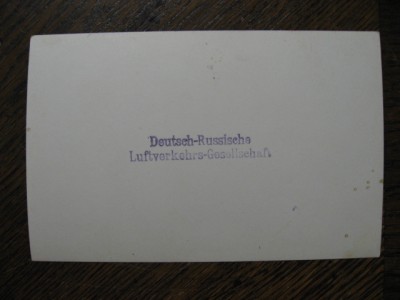 Deutsch-Russische
Luftverkehrs-Gesellschaft.